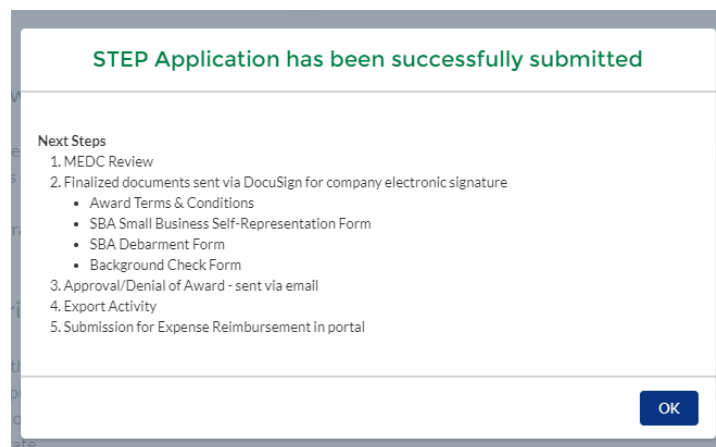 STEP Application has been successfully submitted
Next Steps
1. MEDC Review
2. Finalized documents sent via DocuSign for company electronic signature
• Award Terms & Conditions
• SBA Small Business Self-Representation Form
• SBA Debarment Form
• Background Check Form
3. Approval/Denial of Award - sent via email
4. Export Activity
5. Submission for Expense Reimbursement in portal
OK